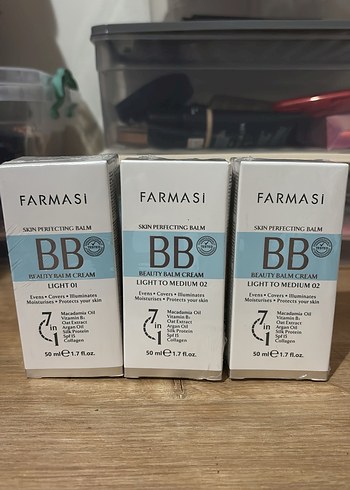 FARMASi
SKIN PERFECTING BALM
BB
BEAUTY BALM CREAM
LIGHT 01
Evens • Covers • Illuminates
Moisturises • Protects your skin
7 in 1
Macadamia Oil
Vitamin B₅
Oat Extract
Argan Oil
Silk Protein
Spf 15
Collagen
50 ml ℮ 1.7 fl.oz.
FARMASi
SKIN PERFECTING BALM
BB
BEAUTY BALM CREAM
LIGHT TO MEDIUM 02
Evens • Covers • Illuminates
Moisturises • Protects your skin
7 in 1
Macadamia Oil
Vitamin B₅
Oat Extract
Argan Oil
Silk Protein
Spf 15
Collagen
50 ml ℮ 1.7 fl.oz.
FARMASi
SKIN PERFECTING BALM
BB
BEAUTY BALM CREAM
LIGHT TO MEDIUM 02
Evens • Covers • Illuminates
Moisturises • Protects your skin
7 in 1
Macadamia Oil
Vitamin B₅
Oat Extract
Argan Oil
Silk Protein
Spf 15
Collagen
50 ml ℮ 1.7 fl.oz.